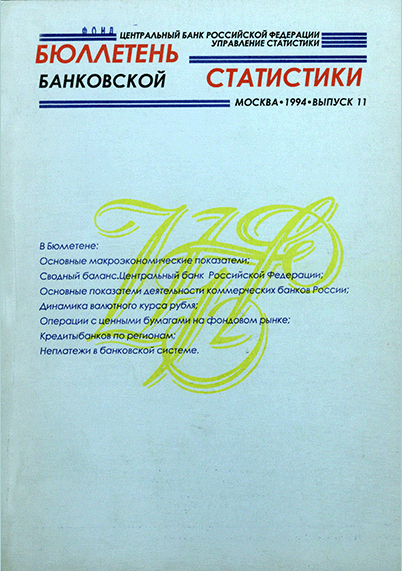 ФОНД
ЦЕНТРАЛЬНЫЙ БАНК РОССИЙСКОЙ ФЕДЕРАЦИИ
УПРАВЛЕНИЕ СТАТИСТИКИ
БЮЛЛЕТЕНЬ
БАНКОВСКОЙ СТАТИСТИКИ
МОСКВА•1994•ВЫПУСК 11
В Бюллетене:
Основные макроэкономические показатели;
Сводный баланс.Центральный банк Российской Федерации;
Основные показатели деятельности коммерческих банков России;
Динамика валютного курса рубля;
Операции с ценными бумагами на фондовом рынке;
Кредитыбанков по регионам;
Неплатежи в банковской системе.